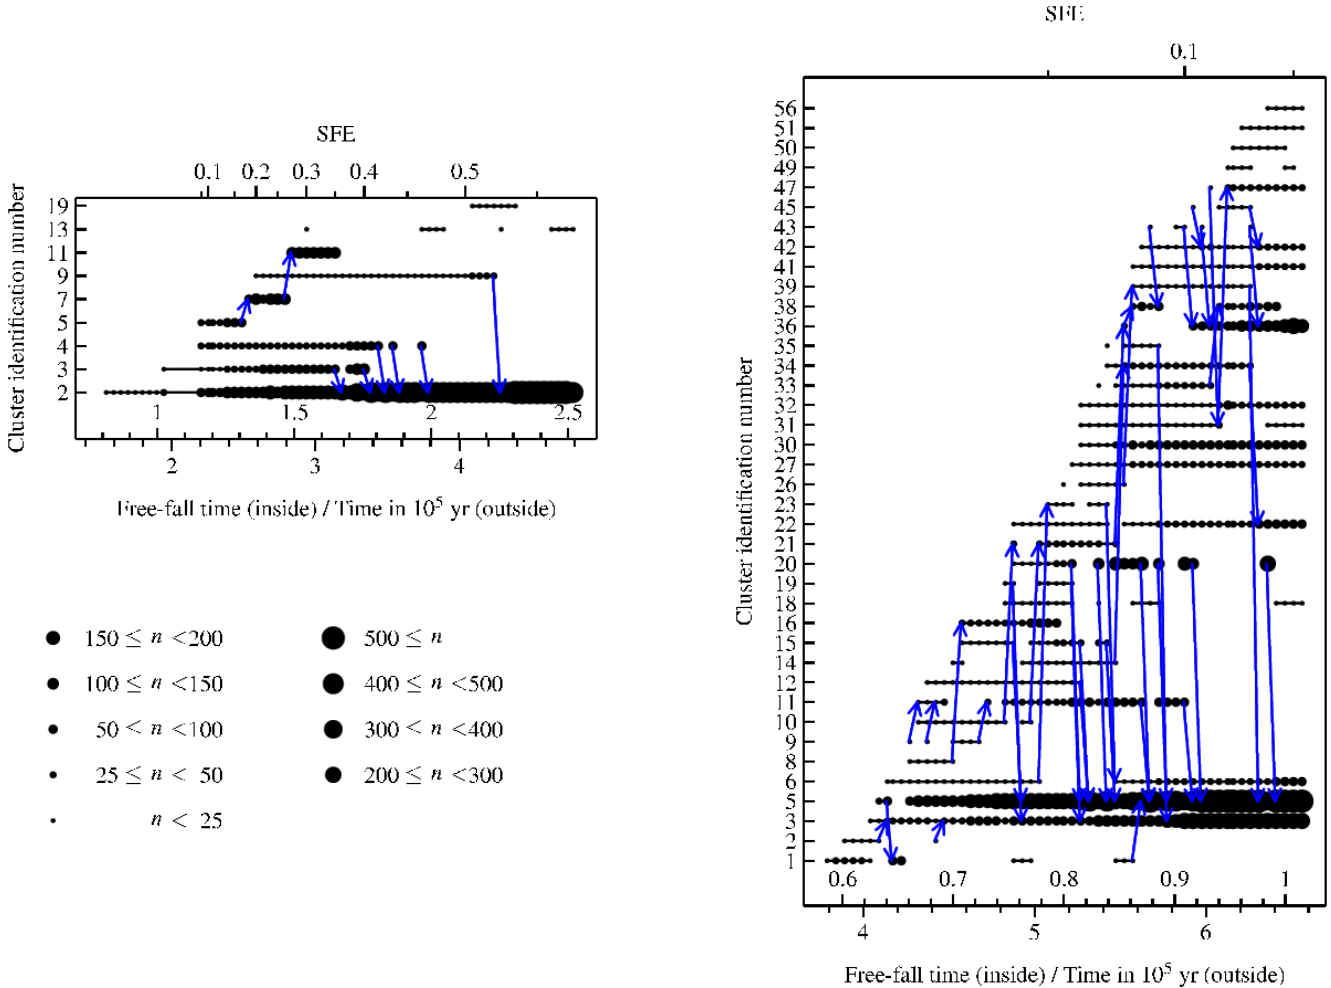 SFE
0.1 0.2 0.3 0.4 0.5
Cluster identification number
19
13
11
9
7
5
4
3
2
1 1.5 2 2.5
2 3 4
Free-fall time (inside) / Time in 10⁵ yr (outside)
150 ≤ n <200
100 ≤ n <150
50 ≤ n <100
25 ≤ n < 50
n < 25
500 ≤ n
400 ≤ n <500
300 ≤ n <400
200 ≤ n <300
SFE
0.1
Cluster identification number
56
51
50
49
47
45
43
42
41
39
38
36
35
34
33
32
31
30
27
26
23
22
21
20
19
18
16
15
14
12
11
10
9
8
6
5
3
2
1
0.6 0.7 0.8 0.9 1
4 5 6
Free-fall time (inside) / Time in 10⁵ yr (outside)